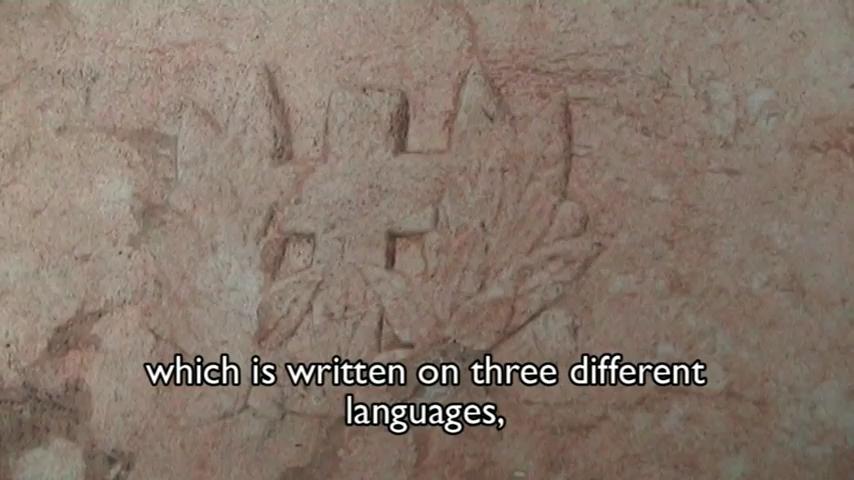 which is written on three different
languages,